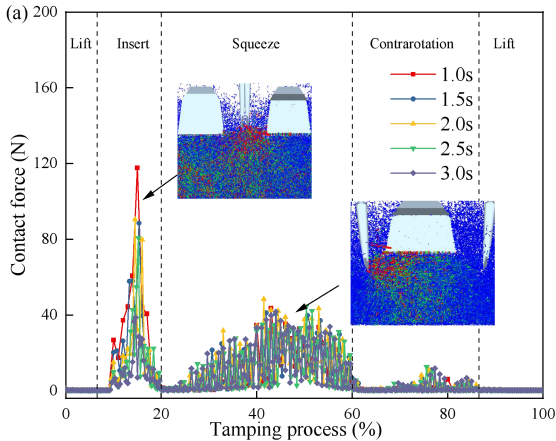 (a)
200
160
120
80
40
0
Contact force (N)
Lift
Insert
Squeeze
Contrarotation
Lift
1.0s
1.5s
2.0s
2.5s
3.0s
0
20
40
60
80
100
Tamping process (%)